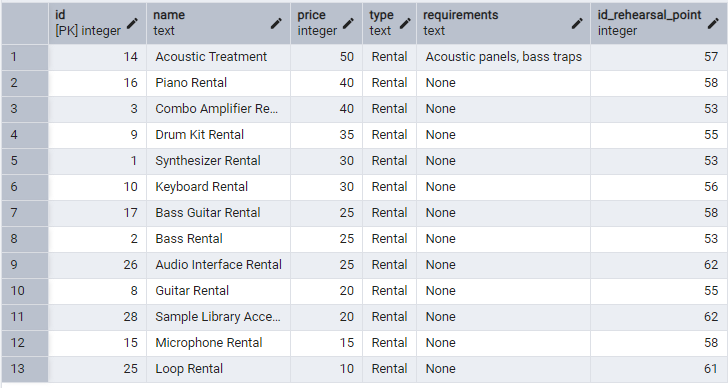 id name price type requirements id_rehearsal_point
[PK] integer text integer text text integer
1 14 Acoustic Treatment 50 Rental Acoustic panels, bass traps 57
2 16 Piano Rental 40 Rental None 58
3 3 Combo Amplifier Re... 40 Rental None 53
4 9 Drum Kit Rental 35 Rental None 55
5 1 Synthesizer Rental 30 Rental None 53
6 10 Keyboard Rental 30 Rental None 56
7 17 Bass Guitar Rental 25 Rental None 58
8 2 Bass Rental 25 Rental None 53
9 26 Audio Interface Rental 25 Rental None 62
10 8 Guitar Rental 20 Rental None 55
11 28 Sample Library Acce... 20 Rental None 62
12 15 Microphone Rental 15 Rental None 58
13 25 Loop Rental 10 Rental None 61